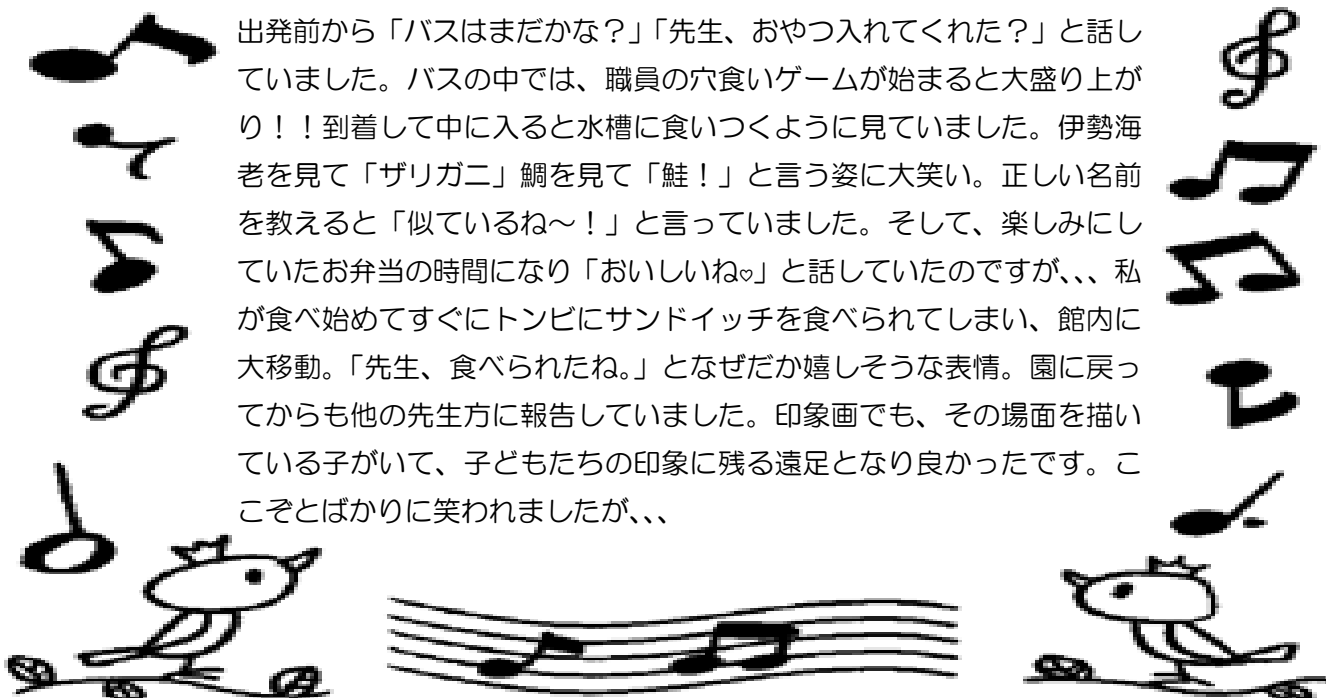 出発前から「バスはまだかな？」「先生、おやつ入れてくれた？」と話し
ていました。バスの中では、職員の穴食いゲームが始まると大盛り上が
り！！到着して中に入ると水槽に食いつくように見ていました。伊勢海
老を見て「ザリガニ」鯛を見て「鮭！」と言う姿に大笑い。正しい名前
を教えると「似ているね～！」と言っていました。そして、楽しみにし
ていたお弁当の時間になり「おいしいね♡」と話していたのですが、、、私
が食べ始めてすぐにトンビにサンドイッチを食べられてしまい、館内に
大移動。「先生、食べられたね。」となぜだか嬉しそうな表情。園に戻っ
てからも他の先生方に報告していました。印象画でも、その場面を描い
ている子がいて、子どもたちの印象に残る遠足となり良かったです。こ
こぞとばかりに笑われましたが、、、